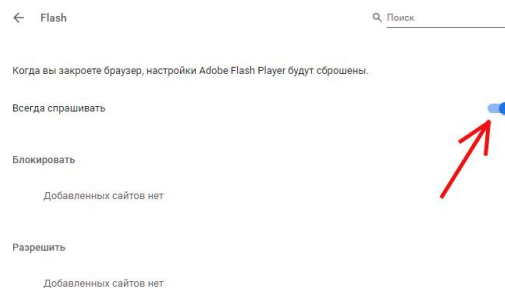 Flash
Поиск
Когда вы закроете браузер, настройки Adobe Flash Player будут сброшены.
Всегда спрашивать
Блокировать
Добавленных сайтов нет
Разрешить
Добавленных сайтов нет